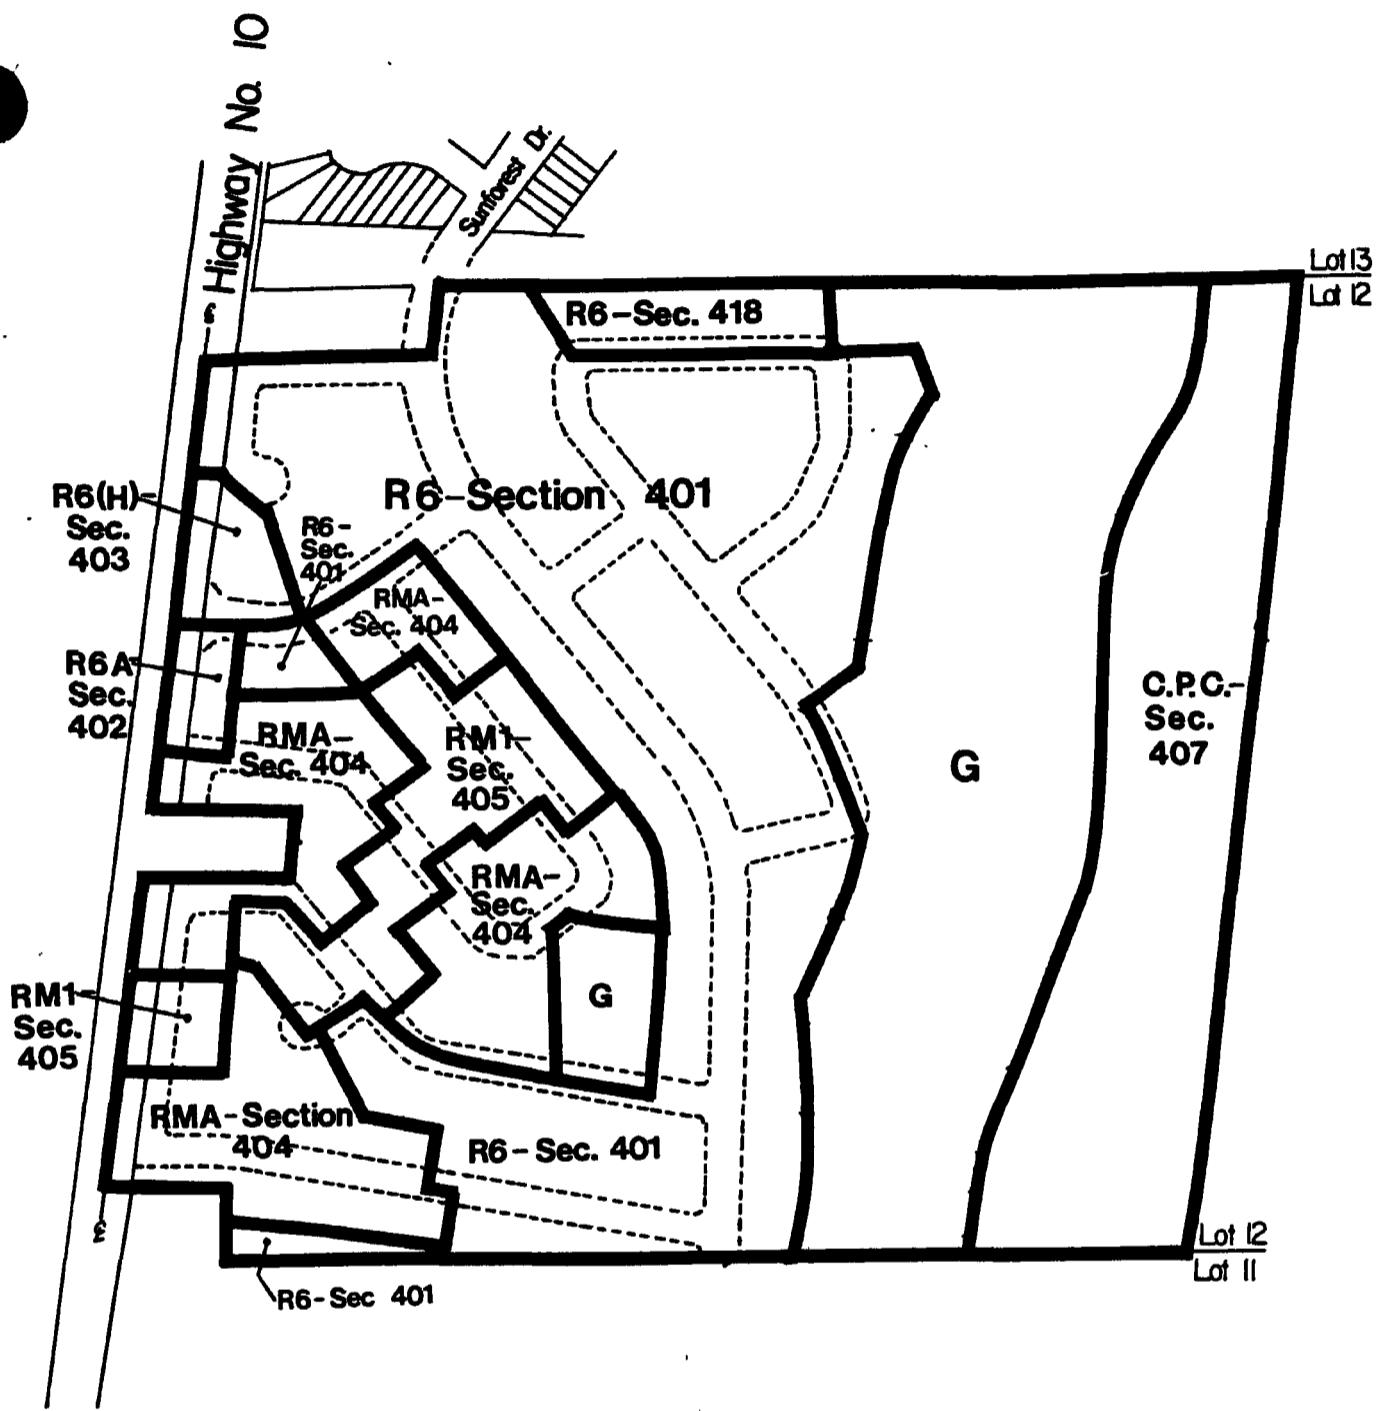 Highway No. 10
Sunforest Dr.
Lot 13
Lot 12
R6-Sec. 418
R6-Section 401
R6(H)-
Sec.
403
R6-
Sec.
401
RMA-
Sec. 404
R6A-
Sec.
402
RMA-
Sec. 404
RM1-
Sec.
405
C.P.C.-
Sec.
407
G
RMA-
Sec.
404
G
RM1-
Sec.
405
RMA-Section
404
R6-Sec. 401
Lot 12
Lot 11
R6-Sec 401